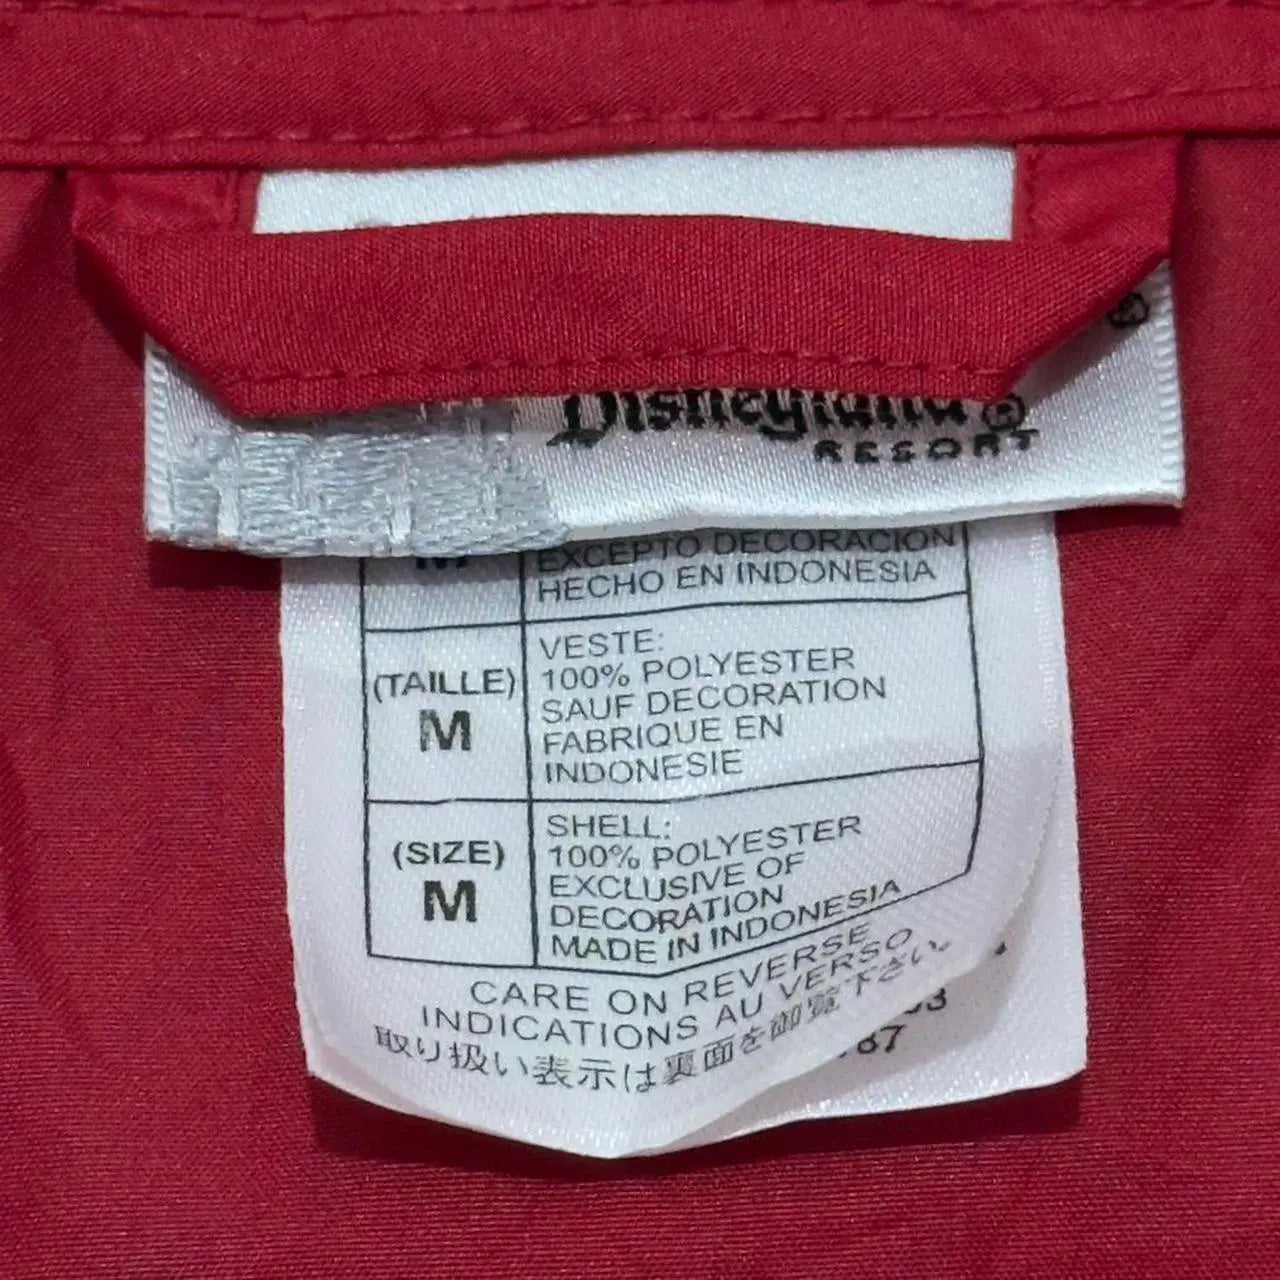 ®
Disneyland®
RESORT
M
EXCEPTO DECORACION
HECHO EN INDONESIA
(TAILLE)
M
VESTE:
100% POLYESTER
SAUF DECORATION
FABRIQUE EN
INDONESIE
(SIZE)
M
SHELL:
100% POLYESTER
EXCLUSIVE OF
DECORATION
MADE IN INDONESIA
CARE ON REVERSE
INDICATIONS AU VERSO
取り扱い表示は裏面を御覧下さい。
87